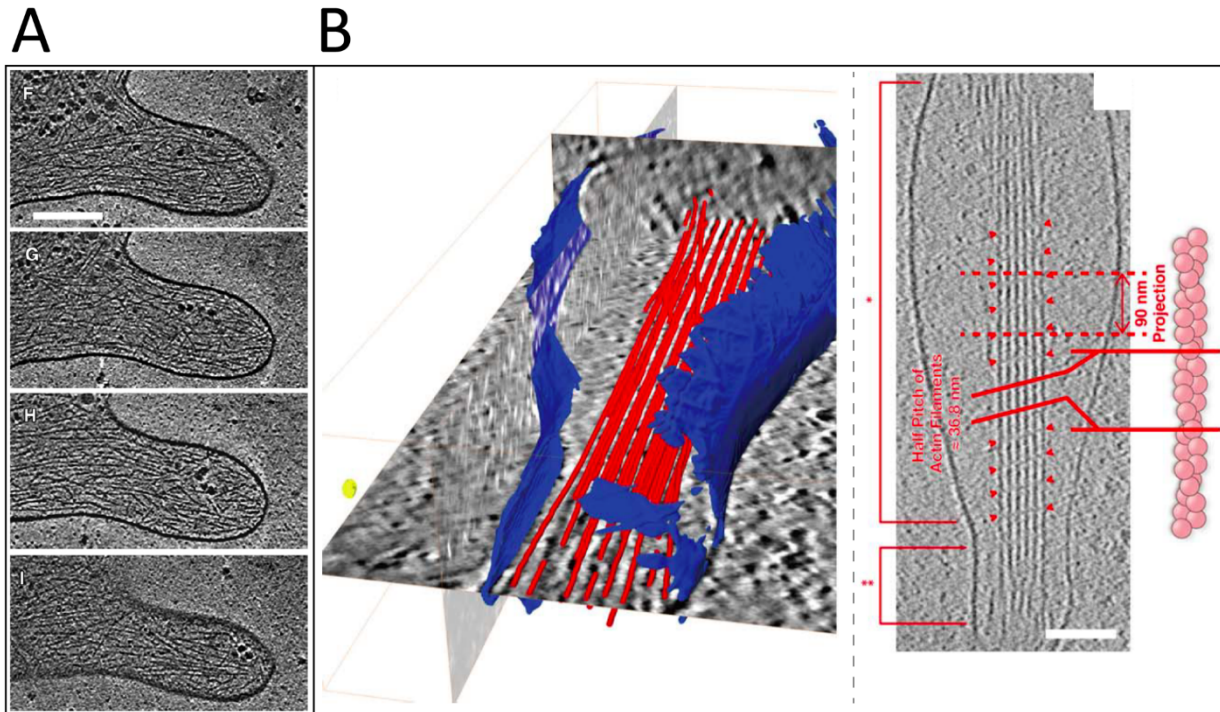 A
B
F
G
H
I
*
**
90 nm
Projection
Half Pitch of
Actin Filaments
= 36.8 nm